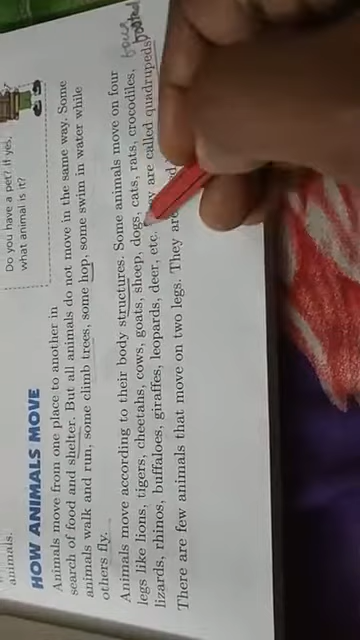 animals.
Do you have a pet? If yes,
what animal is it?
HOW ANIMALS MOVE
Animals move from one place to another in
search of food and shelter. But all animals do not move in the same way. Some
animals walk and run, some climb trees, some hop, some swim in water while
others fly.
Animals move according to their body structures. Some animals move on four
legs like lions, tigers, cheetahs, cows, goats, sheep, dogs, cats, rats, crocodiles,
lizards, rhinos, buffaloes, giraffes, leopards, deer, etc. are called quadrupeds
There are few animals that move on two legs. They are
four
footed